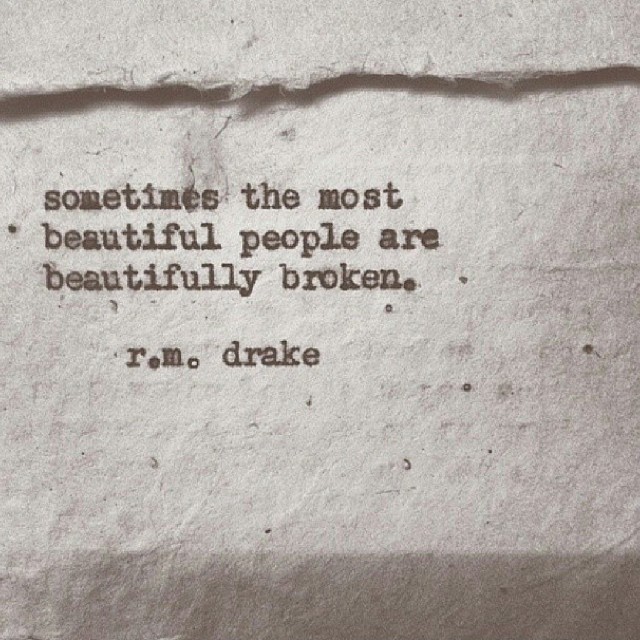 sometimes the most
beautiful people are
beautifully broken.
r.m. drake